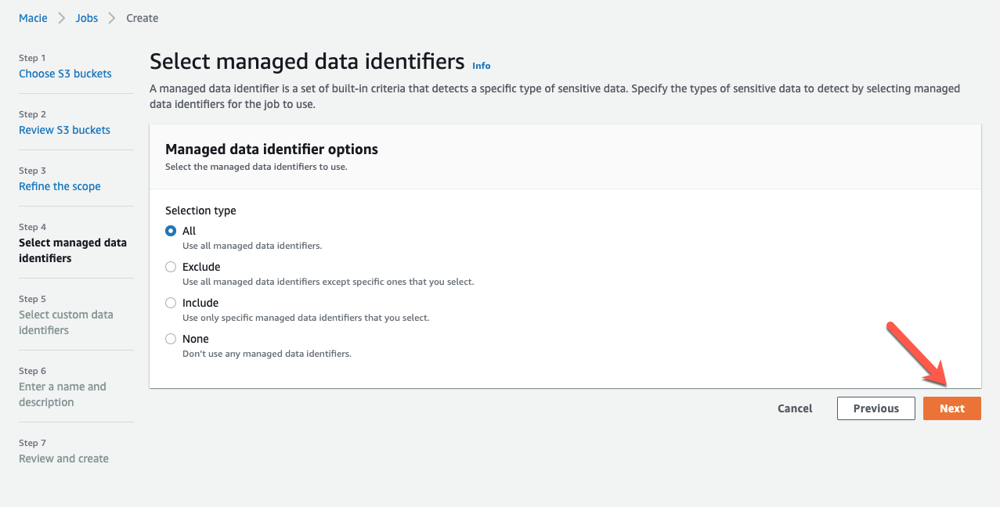 Macie > Jobs > Create
Step 1
Choose S3 buckets
Step 2
Review S3 buckets
Step 3
Refine the scope
Step 4
Select managed data
identifiers
Step 5
Select custom data
identifiers
Step 6
Enter a name and
description
Step 7
Review and create
Select managed data identifiers Info
A managed data identifier is a set of built-in criteria that detects a specific type of sensitive data. Specify the types of sensitive data to detect by selecting managed
data identifiers for the job to use.
Managed data identifier options
Select the managed data identifiers to use.
Selection type
All
Use all managed data identifiers.
Exclude
Use all managed data identifiers except specific ones that you select.
Include
Use only specific managed data identifiers that you select.
None
Don't use any managed data identifiers.
Cancel Previous Next